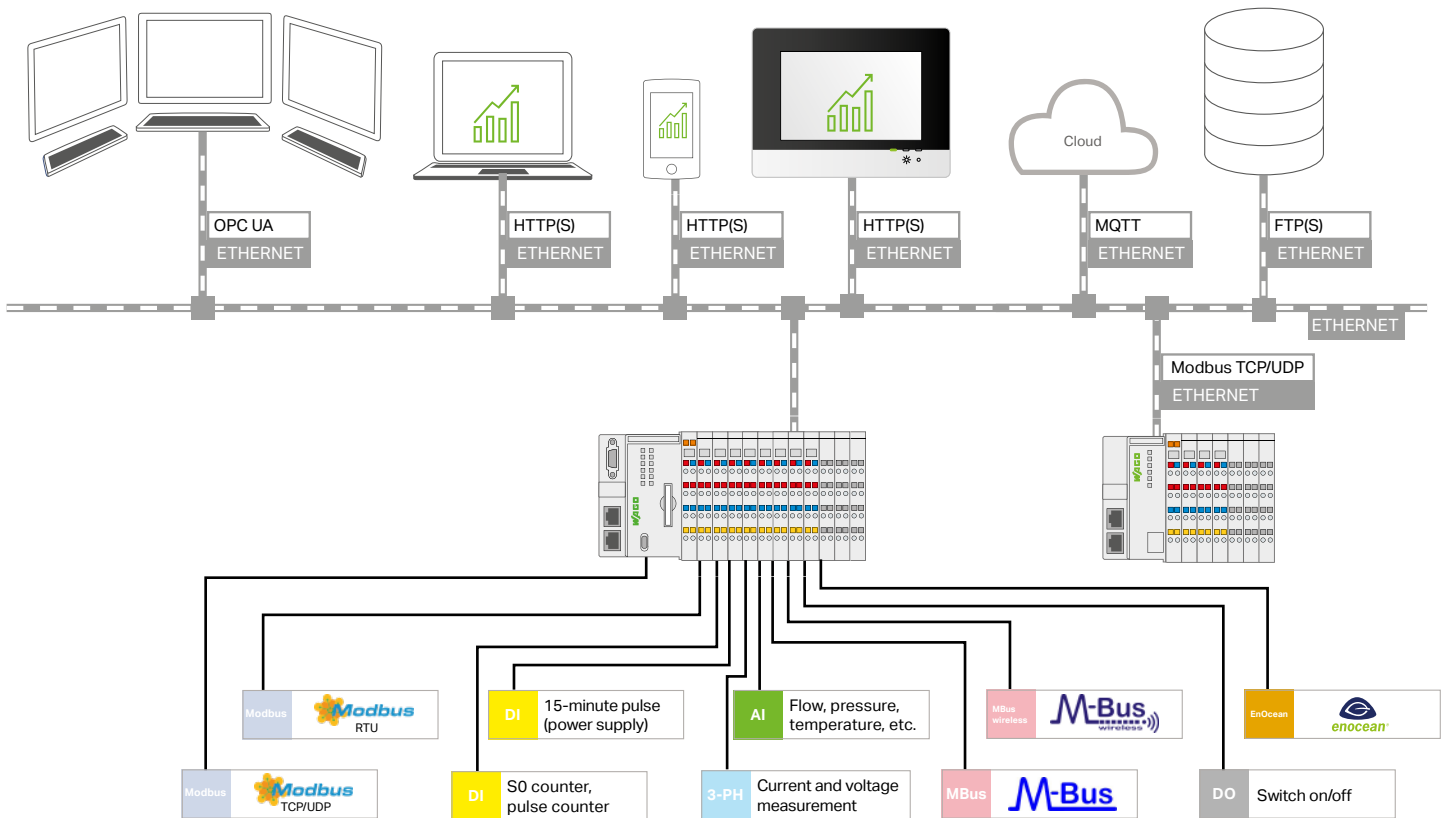 Cloud
OPC UA
ETHERNET
HTTP(S)
ETHERNET
HTTP(S)
ETHERNET
HTTP(S)
ETHERNET
MQTT
ETHERNET
FTP(S)
ETHERNET
ETHERNET
Modbus TCP/UDP
ETHERNET
WAGO
WAGO
Modbus
Modbus
RTU
DI
15-minute pulse
(power supply)
AI
Flow, pressure,
temperature, etc.
MBus
wireless
M-Bus
wireless
EnOcean
enocean®
Modbus
Modbus
TCP/UDP
DI
S0 counter,
pulse counter
3-PH
Current and voltage
measurement
MBus
M-Bus
DO
Switch on/off